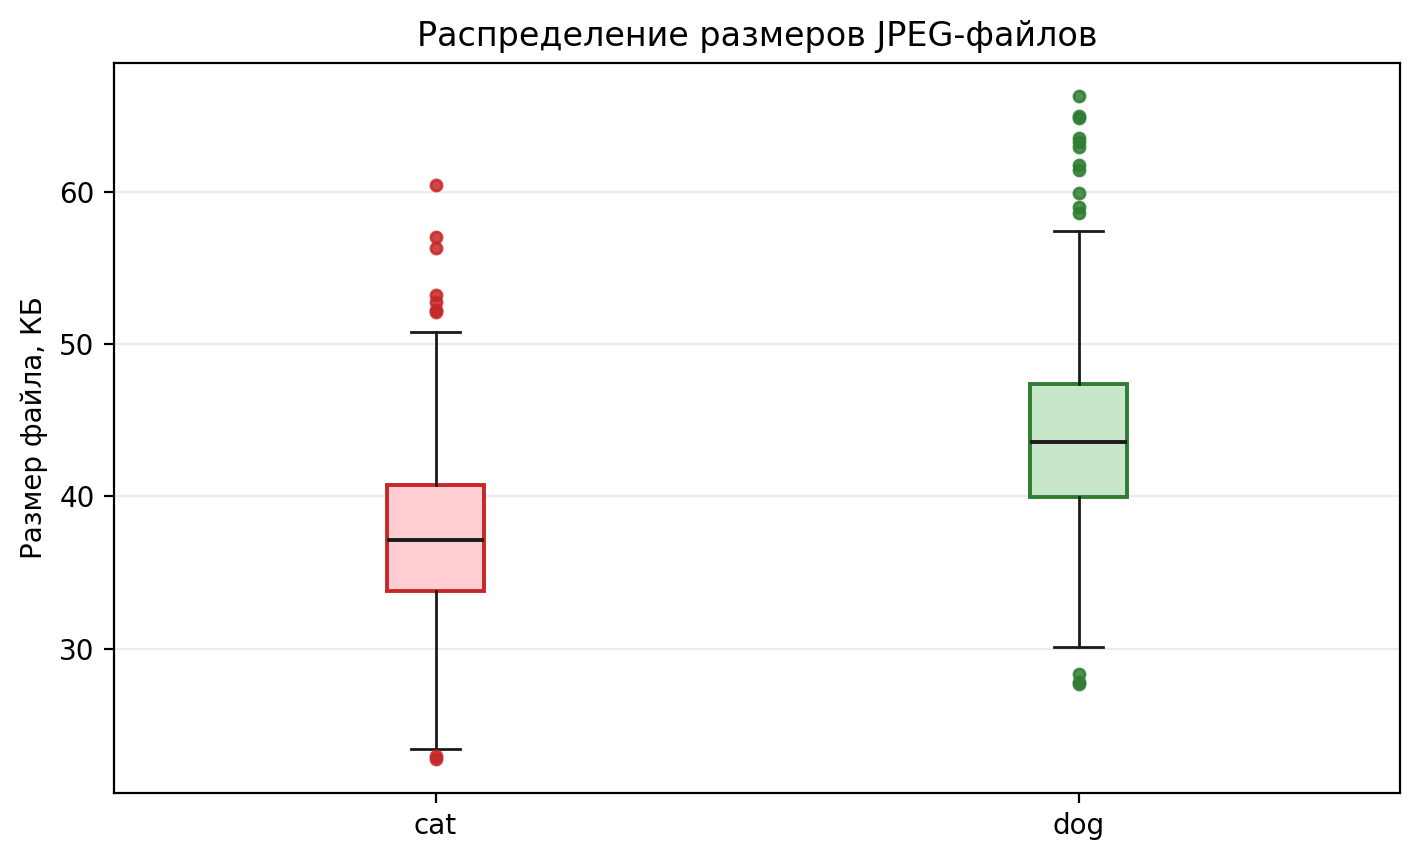 Распределение размеров JPEG-файлов
Размер файла, КБ
60
50
40
30
cat
dog